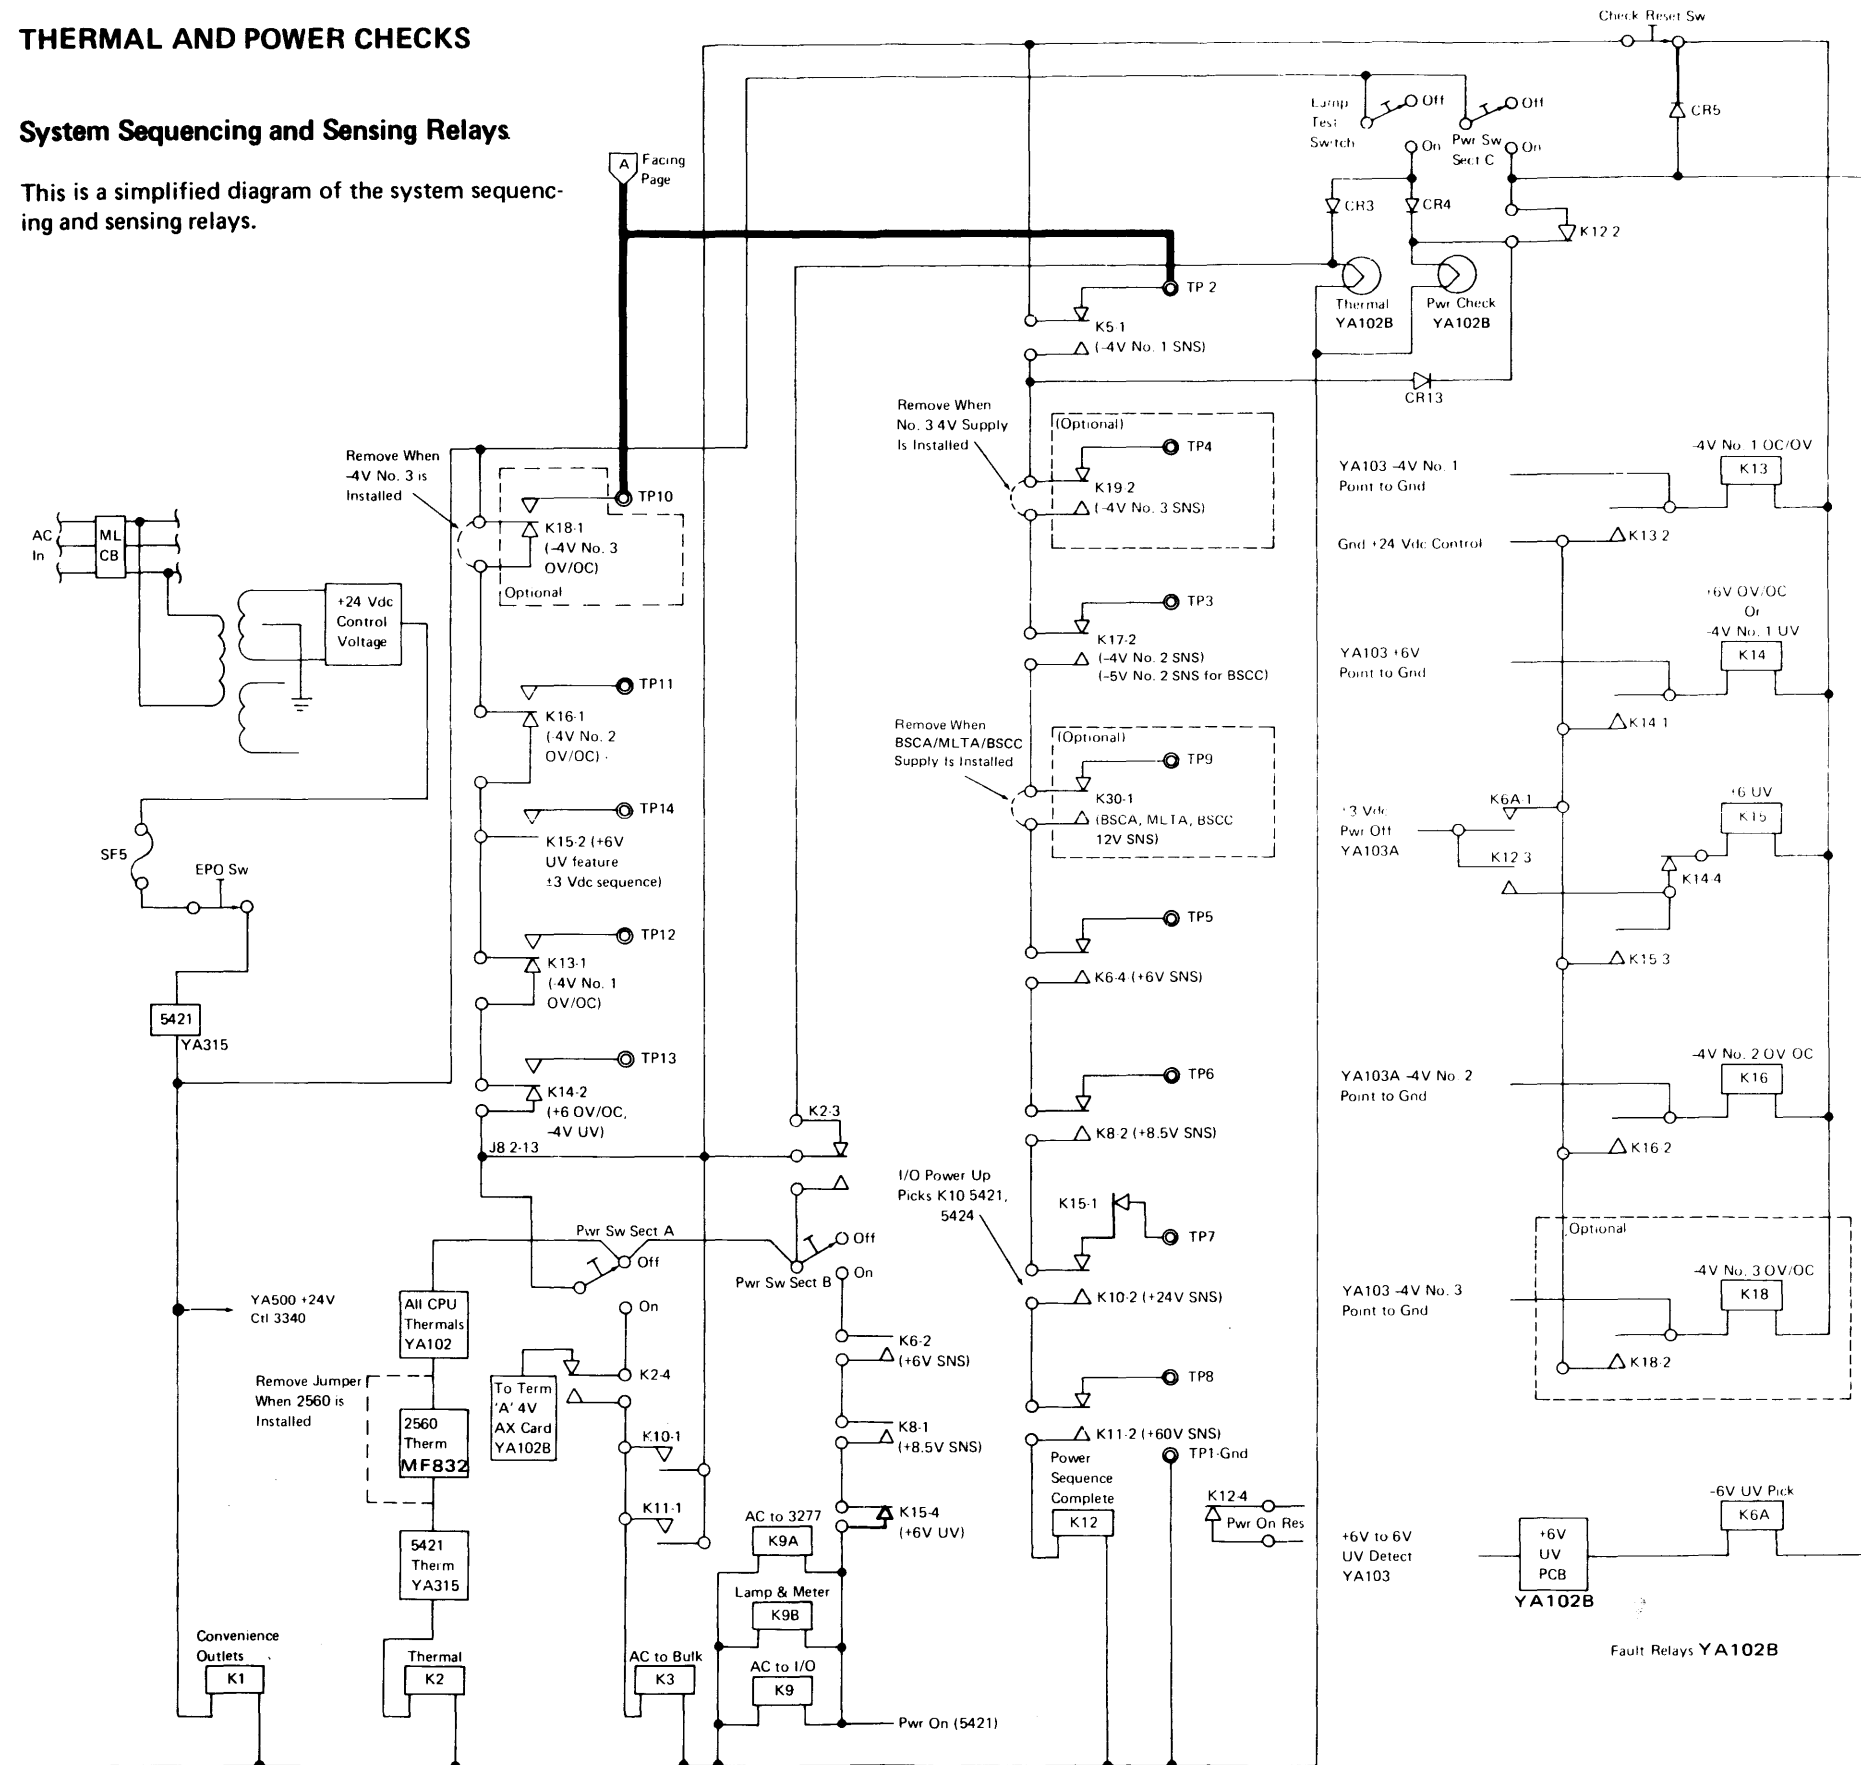 THERMAL AND POWER CHECKS
System Sequencing and Sensing Relays
This is a simplified diagram of the system sequenc-
ing and sensing relays.
Check Reset Sw
CR5
Lamp
Test
Switch
Off
On
Off
Pwr Sw
Sect C
On
A
Facing
Page
CR3
CR4
K12 2
TP 2
Thermal
YA102B
Pwr Check
YA102B
K5-1
(-4V No. 1 SNS)
CR13
Remove When
No. 3 4V Supply
Is Installed
(Optional)
TP4
K19-2
(-4V No. 3 SNS)
Remove When
-4V No. 3 is
Installed
TP10
K18-1
(-4V No. 3
OV/OC)
Optional
AC
In
ML
CB
+24 Vdc
Control
Voltage
YA103 -4V No. 1
Point to Gnd
-4V No. 1 OC/OV
K13
Gnd +24 Vdc Control
K13-2
TP3
K17-2
(-4V No. 2 SNS)
(-5V No. 2 SNS for BSCC)
+6V OV/OC
Or
-4V No. 1 UV
K14
YA103 +6V
Point to Gnd
K14 1
TP11
K16-1
(-4V No. 2
OV/OC)
Remove When
BSCA/MLTA/BSCC
Supply Is Installed
(Optional)
TP9
K30-1
(BSCA, MLTA, BSCC
12V SNS)
TP14
K15-2 (+6V
UV feature
±3 Vdc sequence)
±3 Vdc
Pwr Off
YA103A
K6A-1
K12 3
+6 UV
K15
K14-4
K15 3
SF5
EPO Sw
TP12
K13-1
(-4V No. 1
OV/OC)
TP5
K6-4 (+6V SNS)
5421
YA315
TP13
K14-2
(+6 OV/OC,
-4V UV)
J8 2-13
K2-3
TP6
K8-2 (+8.5V SNS)
YA103A -4V No. 2
Point to Gnd
-4V No. 2 OV OC
K16
K16 2
I/O Power Up
Picks K10 5421,
5424
K15-1
TP7
K10-2 (+24V SNS)
Pwr Sw Sect A
Off
Pwr Sw Sect B
Off
On
On
Optional
YA103 -4V No. 3
Point to Gnd
-4V No. 3 OV/OC
K18
K18-2
YA500 +24V
Ctl 3340
All CPU
Thermals
YA102
K6-2
(+6V SNS)
TP8
K11-2 (+60V SNS)
Remove Jumper
When 2560 is
Installed
2560
Therm
MF832
To Term
'A' 4V
AX Card
YA102B
K2-4
K10-1
K8-1
(+8.5V SNS)
TP1-Gnd
Power
Sequence
Complete
K12
K11-1
AC to 3277
K9A
K15-4
(+6V UV)
K12-4
Pwr On Res
-6V UV Pick
K6A
+6V to 6V
UV Detect
YA103
+6V
UV
PCB
YA102B
5421
Therm
YA315
Lamp & Meter
K9B
Convenience
Outlets
K1
Thermal
K2
AC to Bulk
K3
AC to I/O
K9
Pwr On (5421)
Fault Relays YA102B